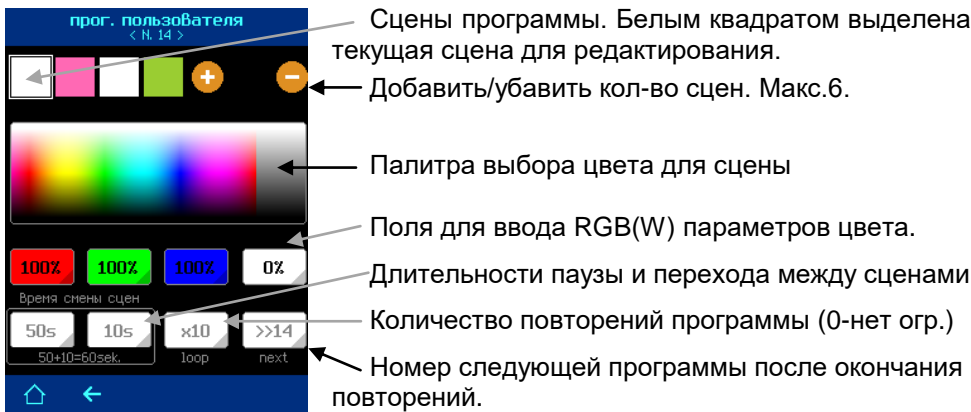 прог. пользователя
< N. 14 >
Сцены программы. Белым квадратом выделена
текущая сцена для редактирования.
+
−
Добавить/убавить кол-во сцен. Макс.6.
Палитра выбора цвета для сцены
Поля для ввода RGB(W) параметров цвета.
100% 100% 100% 0%
Длительности паузы и перехода между сценами
Время смены сцен
50s 10s x10 >>14
Количество повторений программы (0-нет огр.)
50+10=60sek. loop next
Номер следующей программы после окончания
повторений.